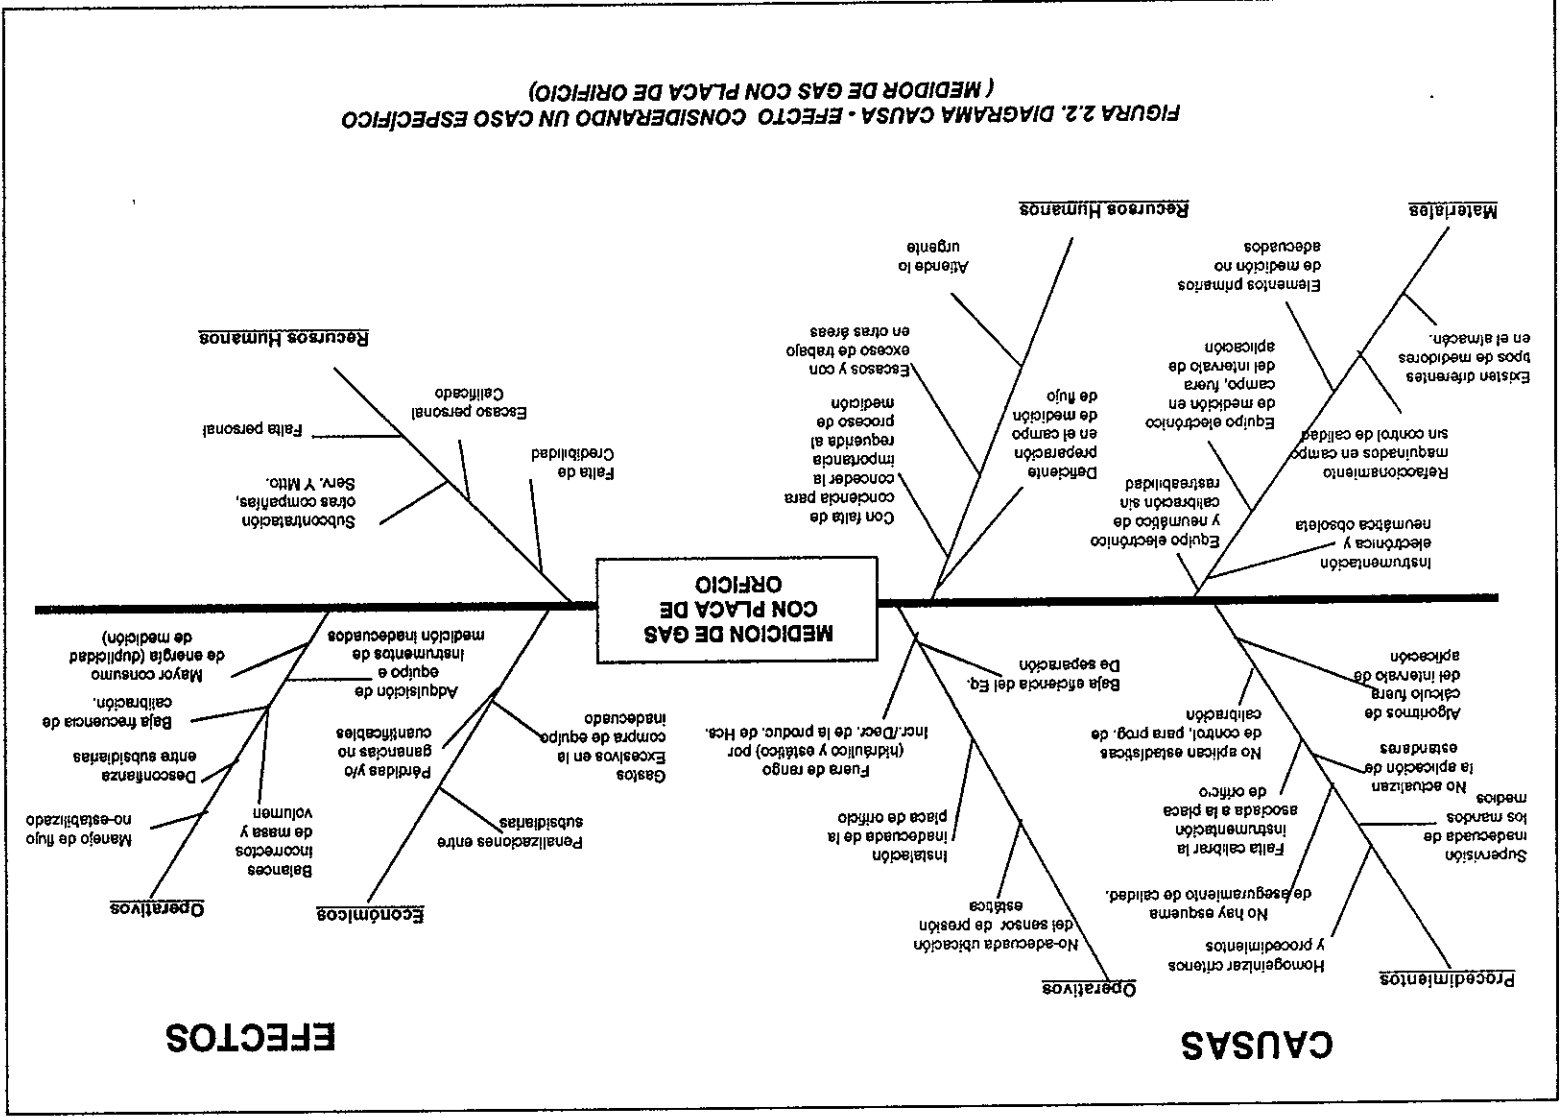 CAUSAS
EFECTOS
Procedimientos
Homogeinizar criterios
y procedimientos
No hay esquema
de aseguramiento de calidad.
Supervisión
inadecuada de
los mandos
medios
Falta calibrar la
instrumentación
asociada a la placa
de orificio
No actualizan
la aplicación de
estandares
No aplican estadísticas
de control, para prog. de
calibración
Algoritmos de
cálculo fuera
del intervalo de
aplicación
Operativos
No-adecuada ubicación
del sensor de presión
estática
Instalación
inadecuada de la
placa de orificio
Fuera de rango
(hidráulico y estático) por
Incr./Decr. de la produc. de Hcs.
Baja eficiencia del Eq.
De separación
Económicos
Penalizaciones entre
subsidiarias
Gastos
Excesivos en la
compra de equipo
inadecuado
Pérdidas y/o
ganancias no
cuantificables
Operativos
Balances
incorrectos
de masa y
volumen
Manejo de flujo
no-estabilizado
Desconfianza
entre subsidiarias
Baja frecuencia de
calibración.
Adquisición de
equipo e
instrumentos de
medición inadecuados
Mayor consumo
de energía (duplicidad
de medición)
MEDICION DE GAS
CON PLACA DE
ORFICIO
Instrumentación
electrónica y
neumática obsoleta
Equipo electrónico
y neumático de
calibración sin
rastreabilidad
Refaccionamiento
maquinados en campo
sin control de calidad
Equipo electrónico
de medición en
campo, fuera,
del intervalo de
aplicación
Existen diferentes
tpos de medidores
en el almacén.
Elementos primarios
de medición no
adecuados
Materiales
Con falta de
conciencia para
conceder la
importancia
requerida al
proceso de
medición
Deficiente
preparación
en el campo
de medición
de flujo
Escasos y con
exceso de trabajo
en otras áreas
Atiende lo
urgente
Recursos Humanos
Falta de
Credibilidad
Escaso personal
Calificado
Subcontratación
otras compañías,
Serv. Y Mtto.
Falta personal
Recursos Humanos
FIGURA 2.2. DIAGRAMA CAUSA - EFECTO CONSIDERANDO UN CASO ESPECÍFICO
( MEDIDOR DE GAS CON PLACA DE ORIFICIO)